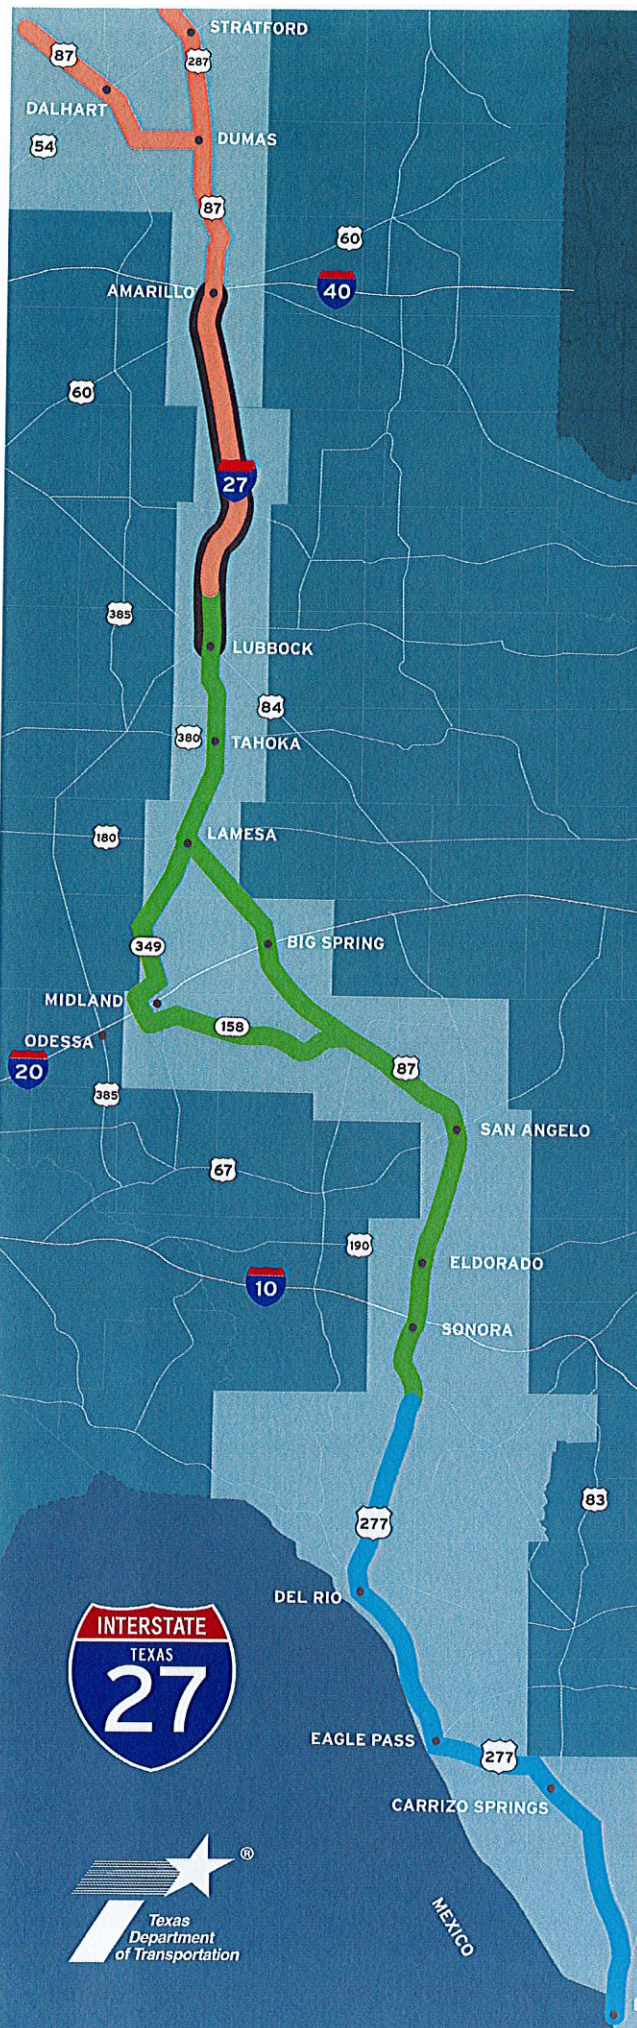 STRATFORD
87
287
DALHART
54
DUMAS
87
60
AMARILLO
40
60
27
385
LUBBOCK
84
380
TAHOKA
180
LAMESA
349
BIG SPRING
MIDLAND
158
ODESSA
20
87
385
SAN ANGELO
67
190
ELDORADO
10
SONORA
83
277
DEL RIO
INTERSTATE
TEXAS
27
EAGLE PASS
277
CARRIZO SPRINGS
®
Texas
Department
of Transportation
MEXICO